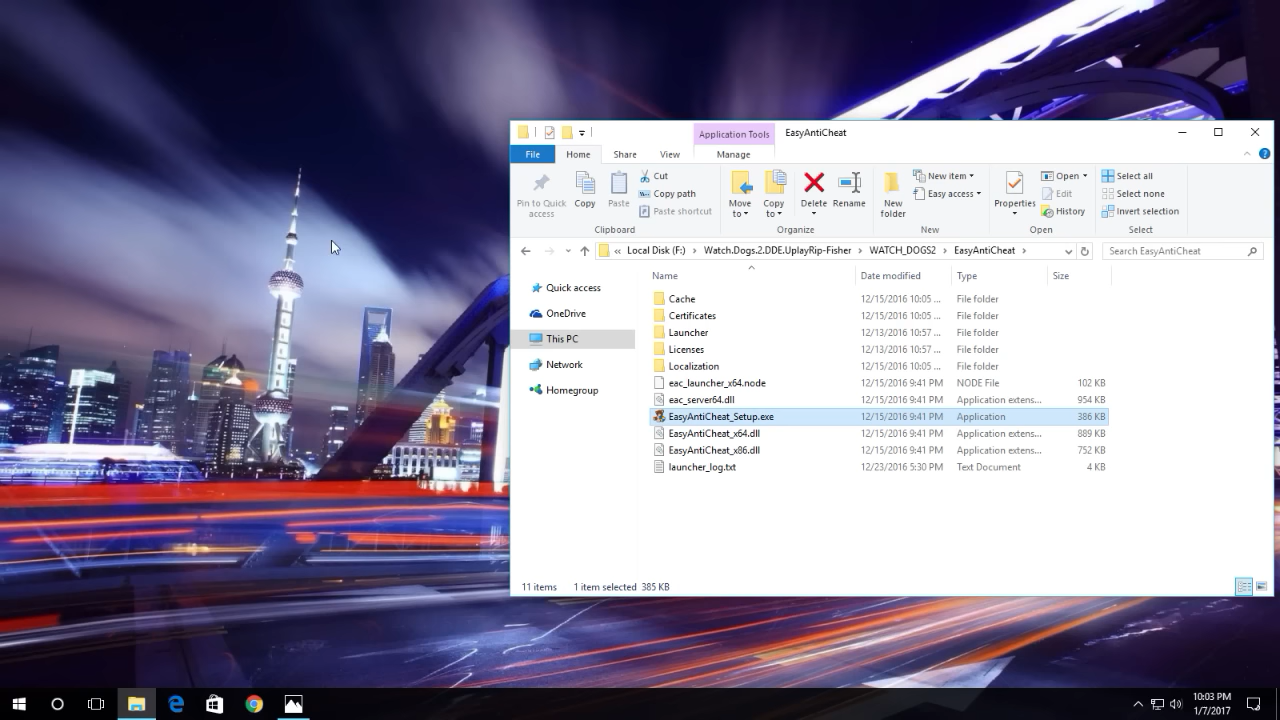 Application Tools EasyAntiCheat
File Home Share View Manage
Pin to Quick access
Copy
Paste
Cut
Copy path
Paste shortcut
Clipboard
Move to
Copy to
Delete
Rename
Organize
New folder
New item
Easy access
New
Properties
Open
Edit
History
Open
Select all
Select none
Invert selection
Select
« Local Disk (F:) › Watch.Dogs.2.DDE.UplayRip-Fisher › WATCH_DOGS2 › EasyAntiCheat › Search EasyAntiCheat
Quick access
OneDrive
This PC
Network
Homegroup
Name Date modified Type Size
Cache 12/15/2016 10:05 ... File folder
Certificates 12/15/2016 10:05 ... File folder
Launcher 12/13/2016 10:57 ... File folder
Licenses 12/13/2016 10:57 ... File folder
Localization 12/15/2016 10:05 ... File folder
eac_launcher_x64.node 12/15/2016 9:41 PM NODE File 102 KB
eac_server64.dll 12/15/2016 9:41 PM Application extens... 954 KB
EasyAntiCheat_Setup.exe 12/15/2016 9:41 PM Application 386 KB
EasyAntiCheat_x64.dll 12/15/2016 9:41 PM Application extens... 889 KB
EasyAntiCheat_x86.dll 12/15/2016 9:41 PM Application extens... 752 KB
launcher_log.txt 12/23/2016 5:30 PM Text Document 4 KB
11 items 1 item selected 385 KB
10:03 PM
1/7/2017